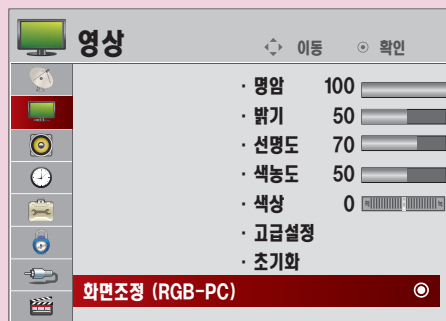 영상
이동 확인
· 명암 100
· 밝기 50
· 선명도 70
· 색농도 50
· 색상 0
· 고급설정
· 초기화
화면조정 (RGB-PC)